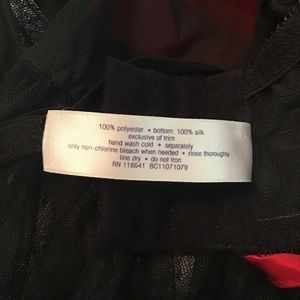 100% polyester • bottom: 100% silk
exclusive of trim
hand wash cold • separately
only non-chlorine bleach when needed • rinse thoroughly
line dry • do not iron
RN 118641 BC11071079